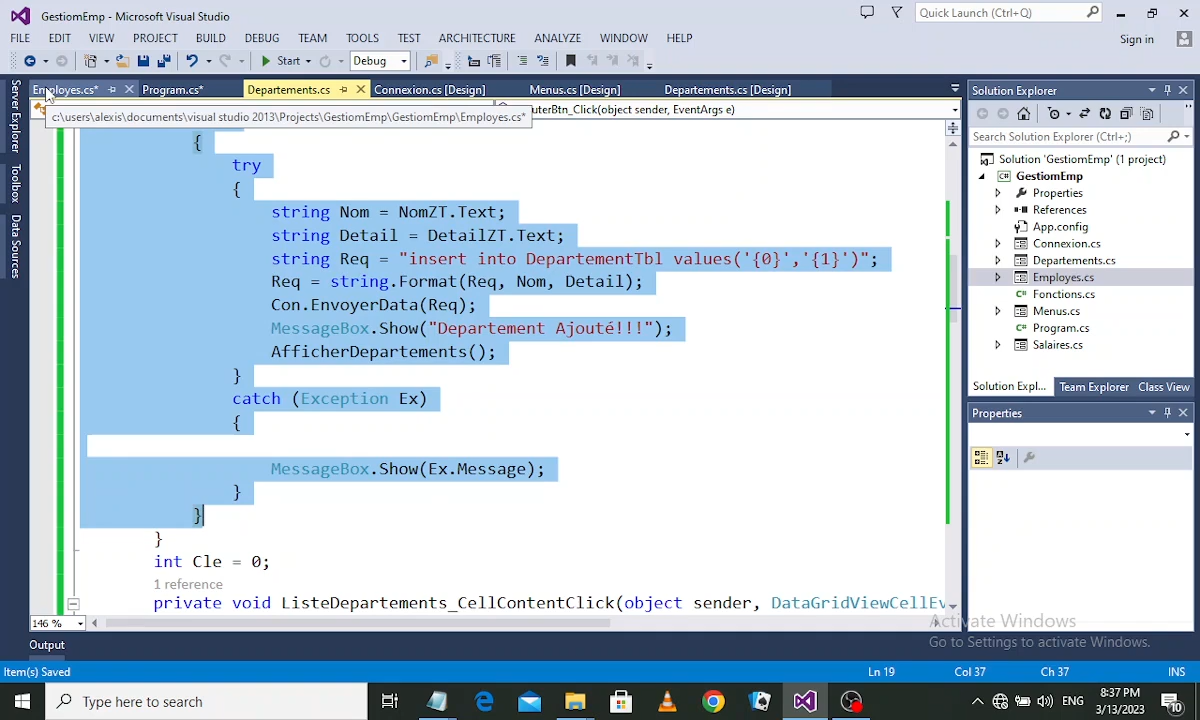 GestiomEmp - Microsoft Visual Studio
Quick Launch (Ctrl+Q)
FILE EDIT VIEW PROJECT BUILD DEBUG TEAM TOOLS TEST ARCHITECTURE ANALYZE WINDOW HELP
Sign in
Start Debug
Employes.cs* Program.cs* Departements.cs Connexion.cs [Design] Menus.cs [Design] Departements.cs [Design]
uterBtn_Click(object sender, EventArgs e)
c:\users\alexis\documents\visual studio 2013\Projects\GestiomEmp\GestiomEmp\Employes.cs*
Server Explorer
Toolbox
Data Sources
{
try
{
string Nom = NomZT.Text;
string Detail = DetailZT.Text;
string Req = "insert into DepartementTbl values('{0}','{1}')";
Req = string.Format(Req, Nom, Detail);
Con.EnvoyerData(Req);
MessageBox.Show("Departement Ajouté!!!");
AfficherDepartements();
}
catch (Exception Ex)
{
MessageBox.Show(Ex.Message);
}
}
}
int Cle = 0;
1 reference
private void ListeDepartements_CellContentClick(object sender, DataGridViewCellEv
146 %
Solution Explorer
Search Solution Explorer (Ctrl+;)
Solution 'GestiomEmp' (1 project)
C# GestiomEmp
Properties
References
App.config
Connexion.cs
Departements.cs
Employes.cs
C# Fonctions.cs
Menus.cs
C# Program.cs
Salaires.cs
Solution Expl... Team Explorer Class View
Properties
Activate Windows
Go to Settings to activate Windows.
Output
Item(s) Saved Ln 19 Col 37 Ch 37 INS
Type here to search
ENG
8:37 PM
3/13/2023
10